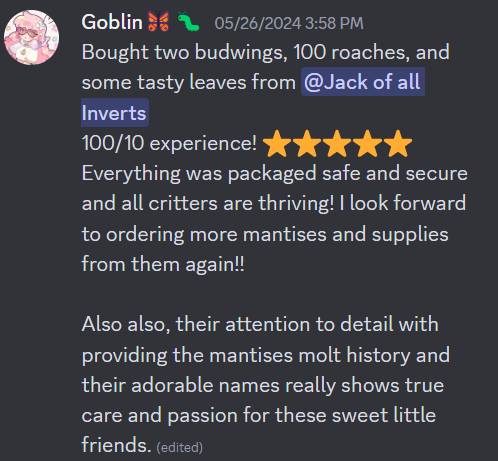 Goblin 🦋 🐛 05/26/2024 3:58 PM
Bought two budwings, 100 roaches, and
some tasty leaves from @Jack of all
Inverts
100/10 experience! ⭐⭐⭐⭐⭐
Everything was packaged safe and secure
and all critters are thriving! I look forward
to ordering more mantises and supplies
from them again!!
Also also, their attention to detail with
providing the mantises molt history and
their adorable names really shows true
care and passion for these sweet little
friends. (edited)